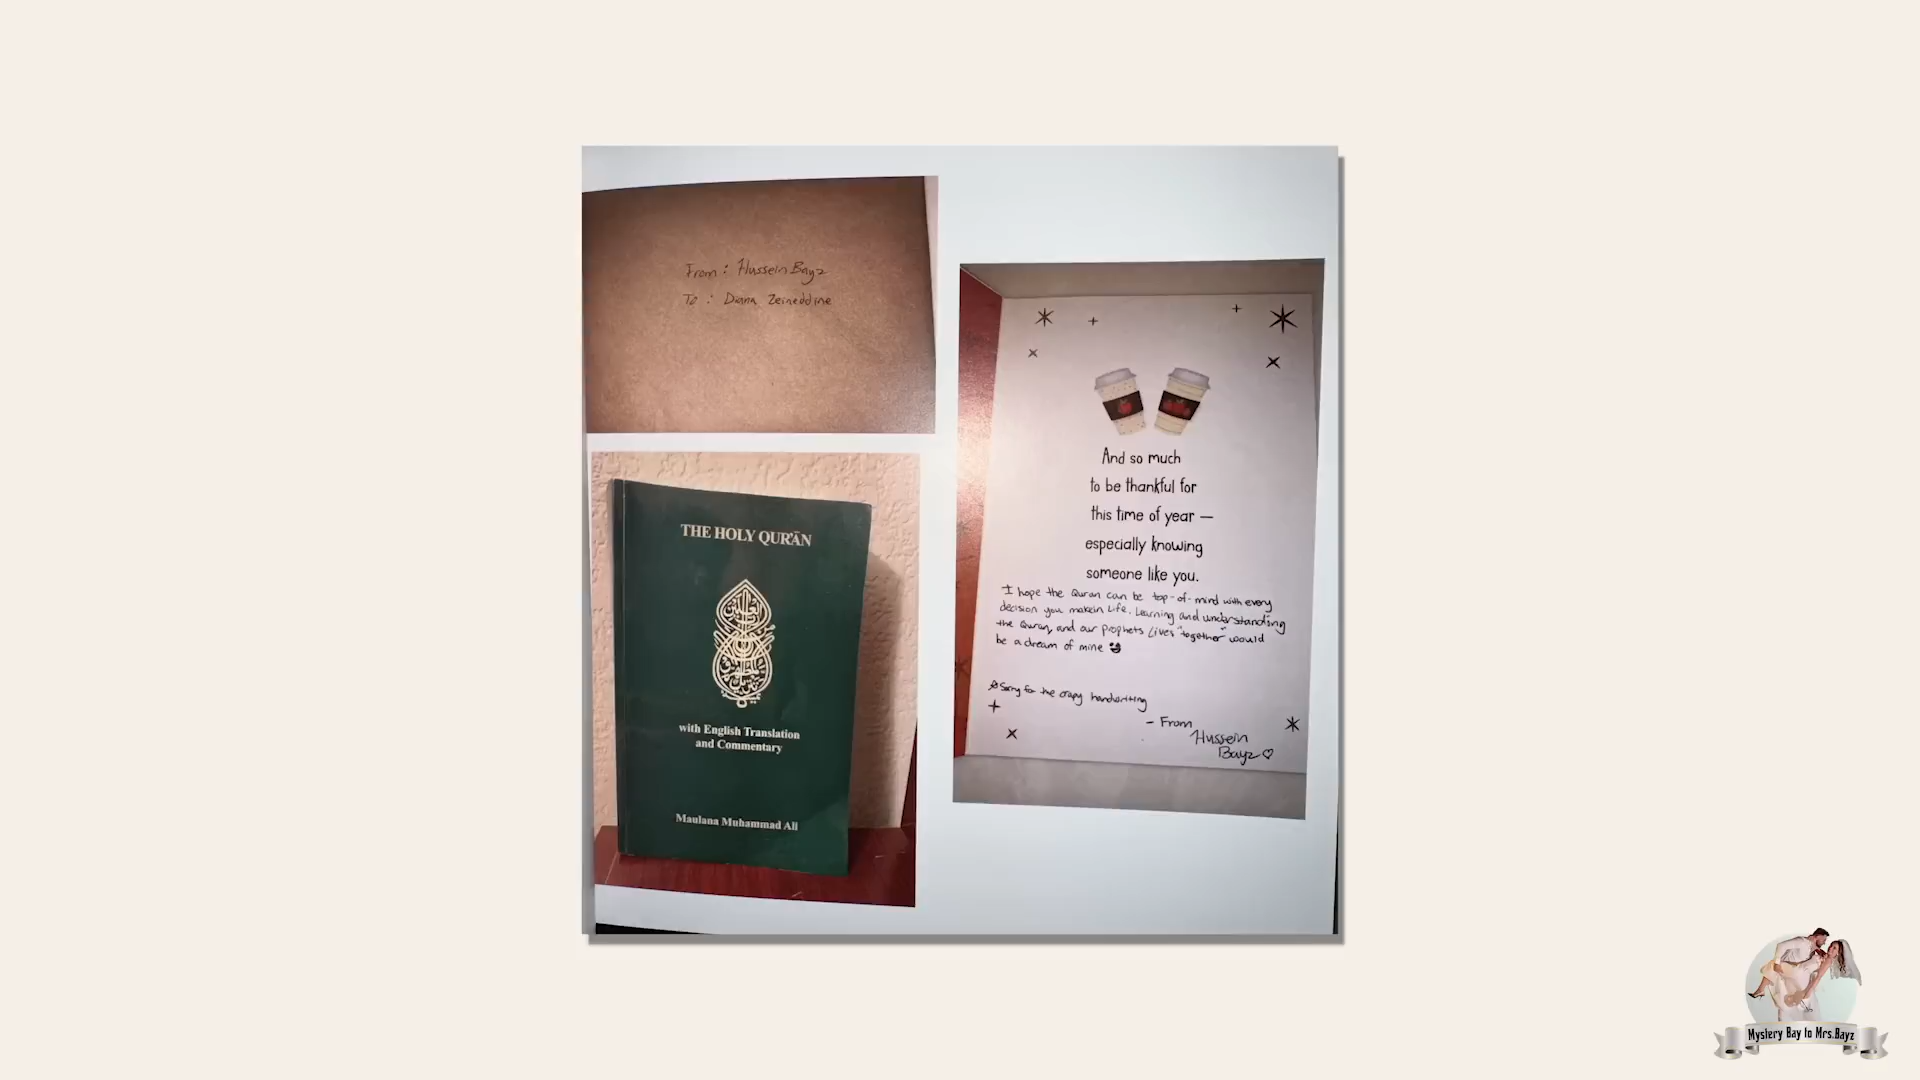 From : Hussein Bayz
To : Diana Zeineddine
THE HOLY QUR'ĀN
with English Translation
and Commentary
Maulana Muhammad Ali
And so much
to be thankful for
this time of year —
especially knowing
someone like you.
I hope the Quran can be top-of-mind with every
decision you make in Life. Learning and understanding
the Quran, and our prophets Lives "together" would
be a dream of mine
Sorry for the crapy handwriting
- From
Hussein
Bayz
Mystery Bay to Mrs.Bayz